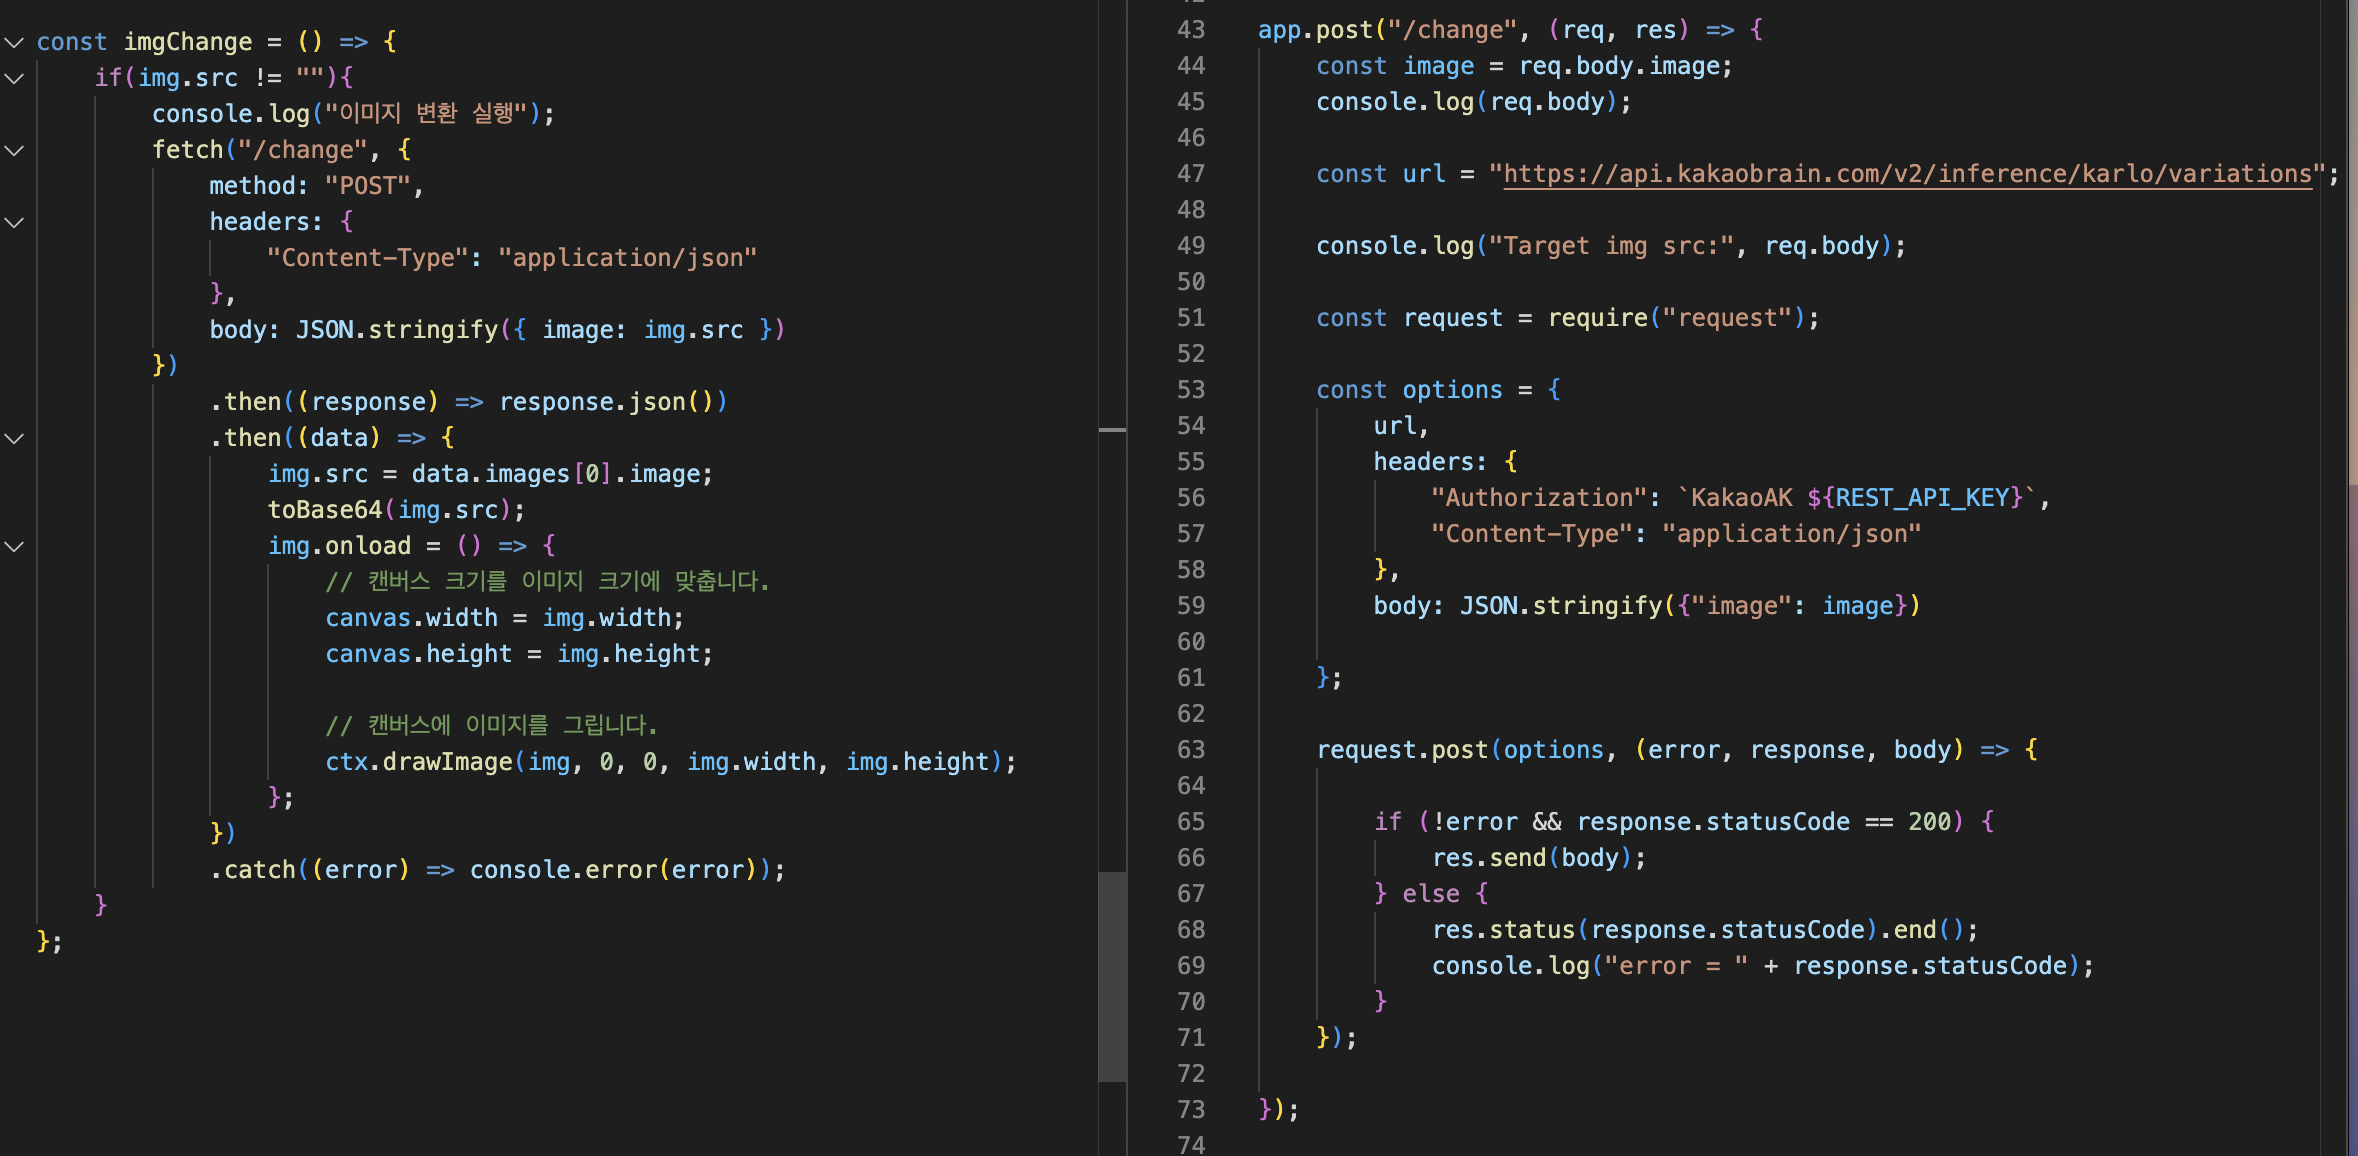 const imgChange = () => {
if(img.src != ""){
console.log("이미지 변환 실행");
fetch("/change", {
method: "POST",
headers: {
"Content-Type": "application/json"
},
body: JSON.stringify({ image: img.src })
})
.then((response) => response.json())
.then((data) => {
img.src = data.images[0].image;
toBase64(img.src);
img.onload = () => {
// 캔버스 크기를 이미지 크기에 맞춥니다.
canvas.width = img.width;
canvas.height = img.height;
// 캔버스에 이미지를 그립니다.
ctx.drawImage(img, 0, 0, img.width, img.height);
};
})
.catch((error) => console.error(error));
}
};
43 app.post("/change", (req, res) => {
44 const image = req.body.image;
45 console.log(req.body);
46
47 const url = "https://api.kakaobrain.com/v2/inference/karlo/variations";
48
49 console.log("Target img src:", req.body);
50
51 const request = require("request");
52
53 const options = {
54 url,
55 headers: {
56 "Authorization": `KakaoAK ${REST_API_KEY}`,
57 "Content-Type": "application/json"
58 },
59 body: JSON.stringify({"image": image})
60
61 };
62
63 request.post(options, (error, response, body) => {
64
65 if (!error && response.statusCode == 200) {
66 res.send(body);
67 } else {
68 res.status(response.statusCode).end();
69 console.log("error = " + response.statusCode);
70 }
71 });
72
73 });
74